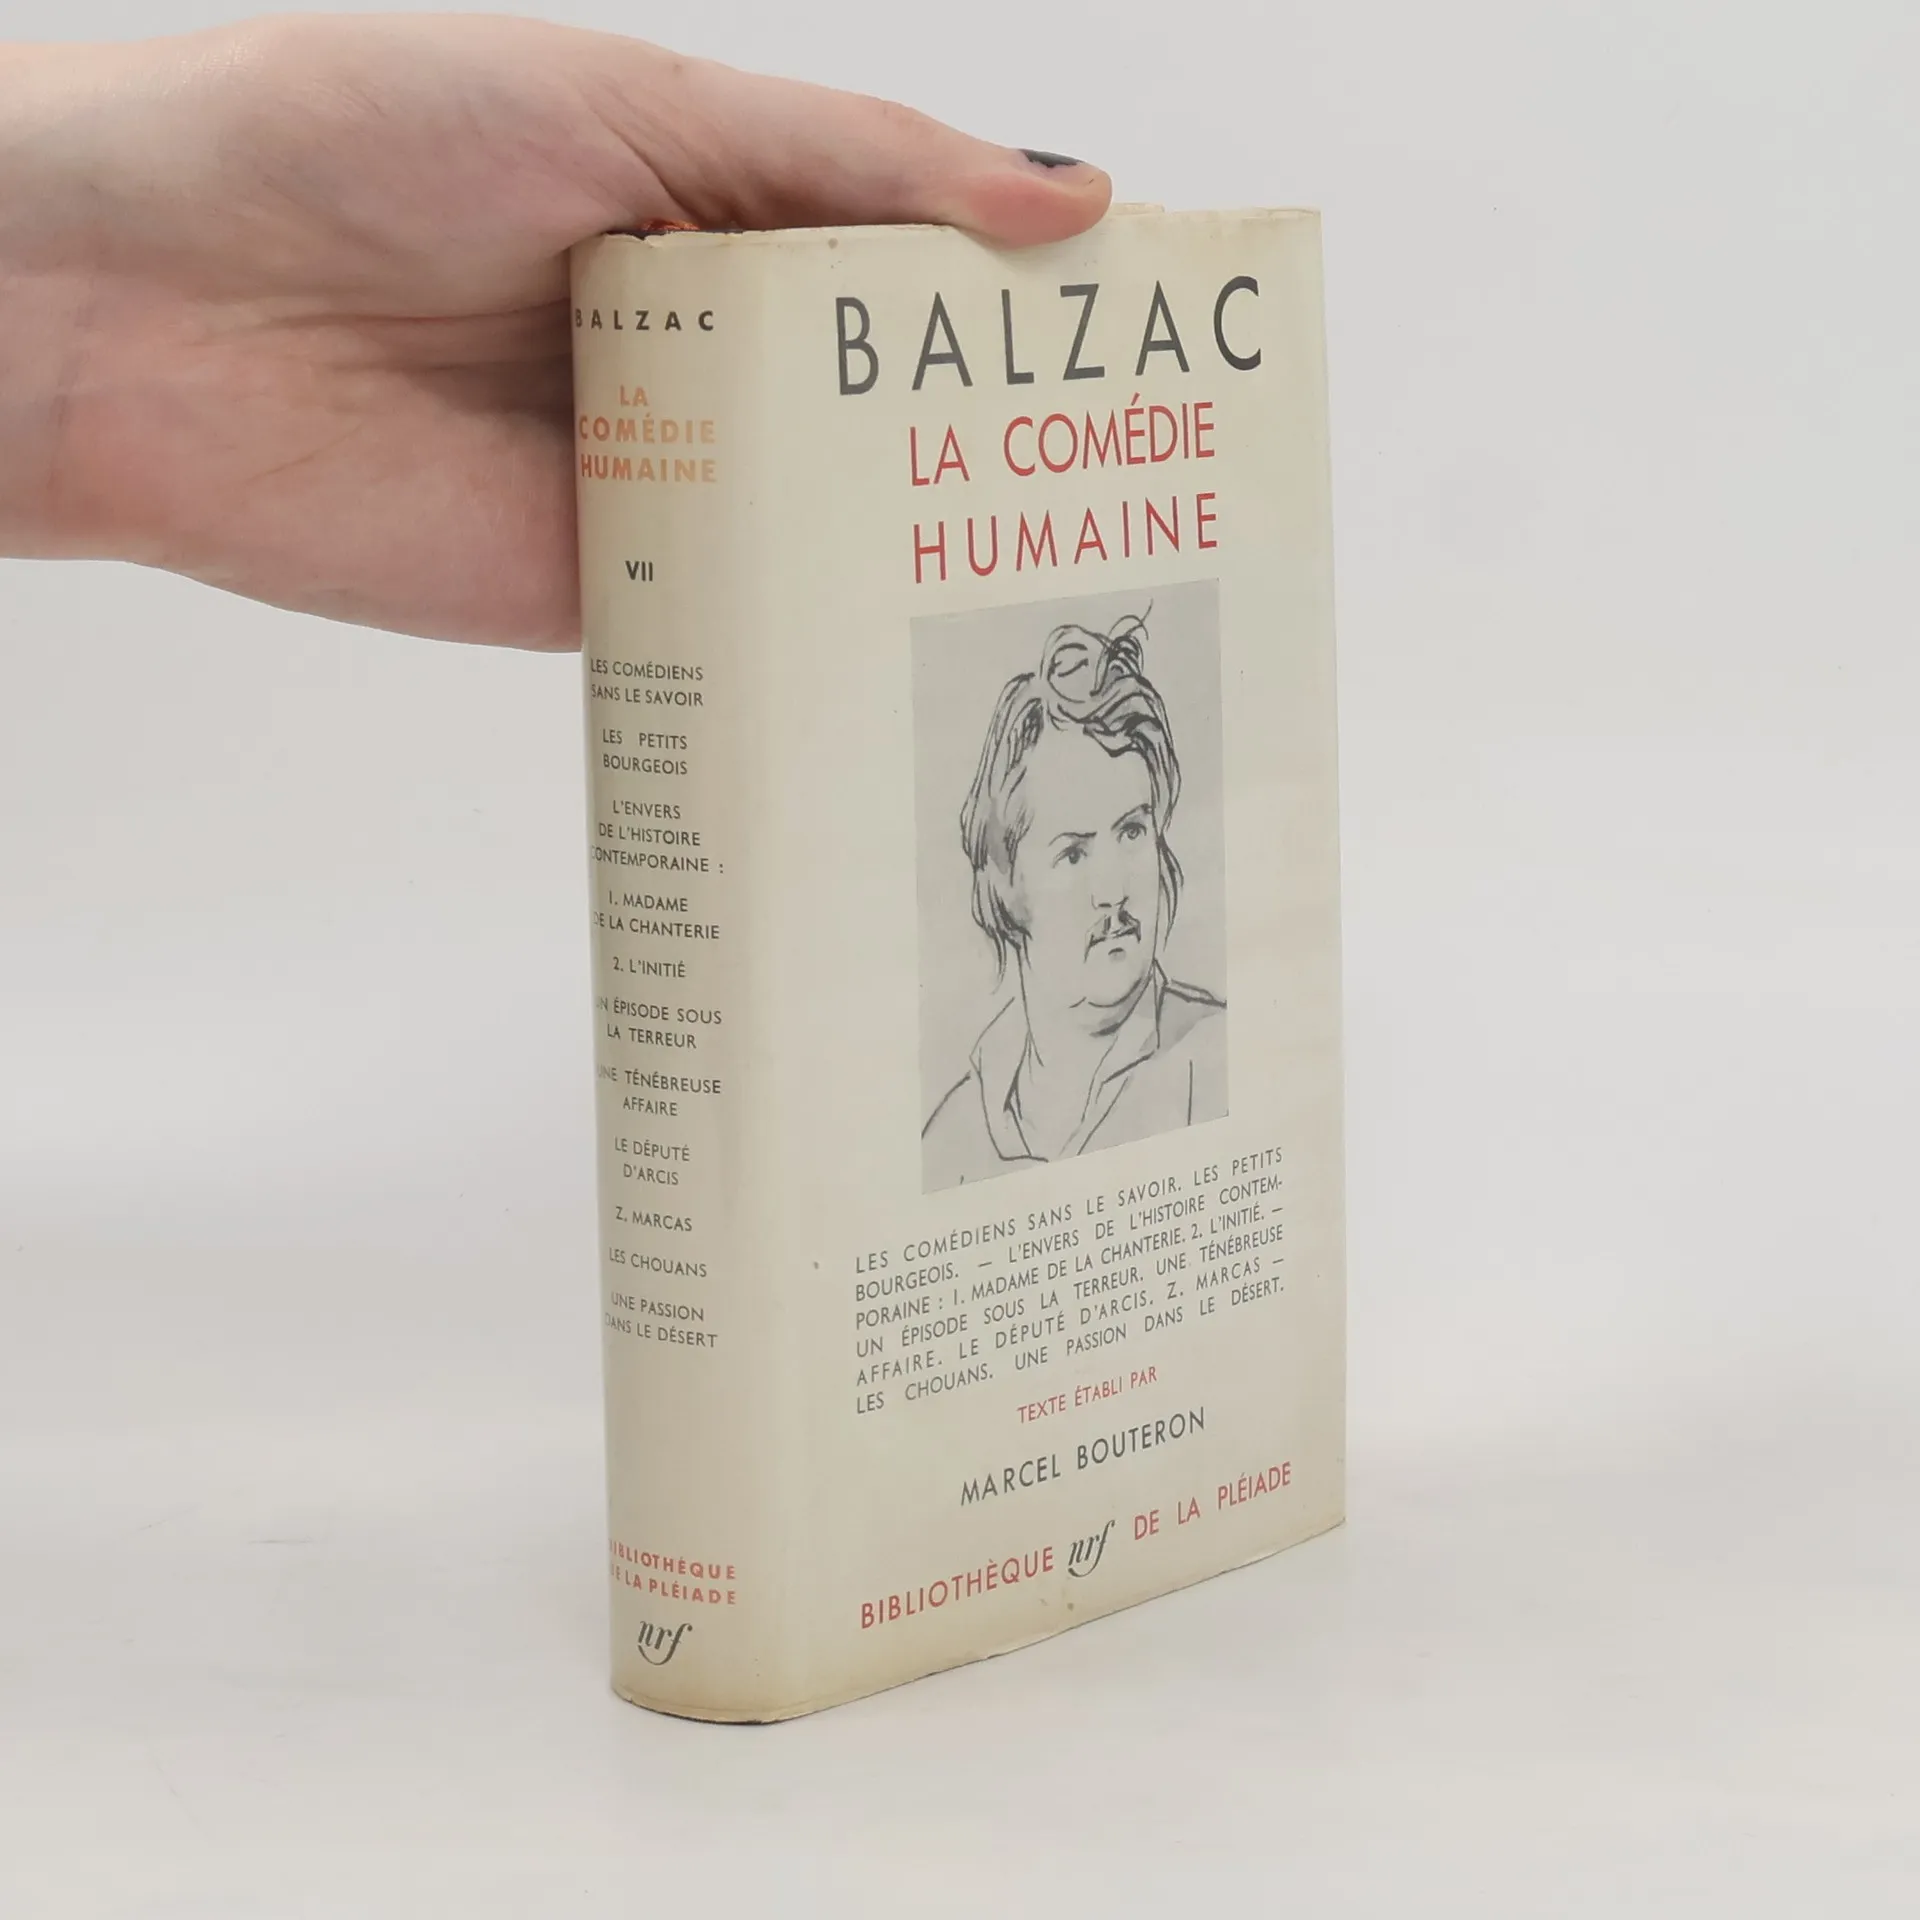 BALZAC
LA
COMÉDIE
HUMAINE
VII
LES COMÉDIENS
SANS LE SAVOIR
LES PETITS
BOURGEOIS
L'ENVERS
DE L'HISTOIRE
CONTEMPORAINE :
1. MADAME
DE LA CHANTERIE
2. L'INITIÉ
UN ÉPISODE SOUS
LA TERREUR
UNE TÉNÉBREUSE
AFFAIRE
LE DÉPUTÉ
D'ARCIS
Z. MARCAS
LES CHOUANS
UNE PASSION
DANS LE DÉSERT
BIBLIOTHÉQUE
DE LA PLÉIADE
nrf
BALZAC
LA COMÉDIE
HUMAINE
LES COMÉDIENS SANS LE SAVOIR. LES PETITS
BOURGEOIS. — L'ENVERS DE L'HISTOIRE CONTEM-
PORAINE : 1. MADAME DE LA CHANTERIE. 2. L'INITIÉ. —
UN ÉPISODE SOUS LA TERREUR. UNE TÉNÉBREUSE
AFFAIRE. LE DÉPUTÉ D'ARCIS. Z. MARCAS —
LES CHOUANS. UNE PASSION DANS LE DÉSERT.
TEXTE ÉTABLI PAR
MARCEL BOUTERON
BIBLIOTHÈQUE nrf DE LA PLÉIADE